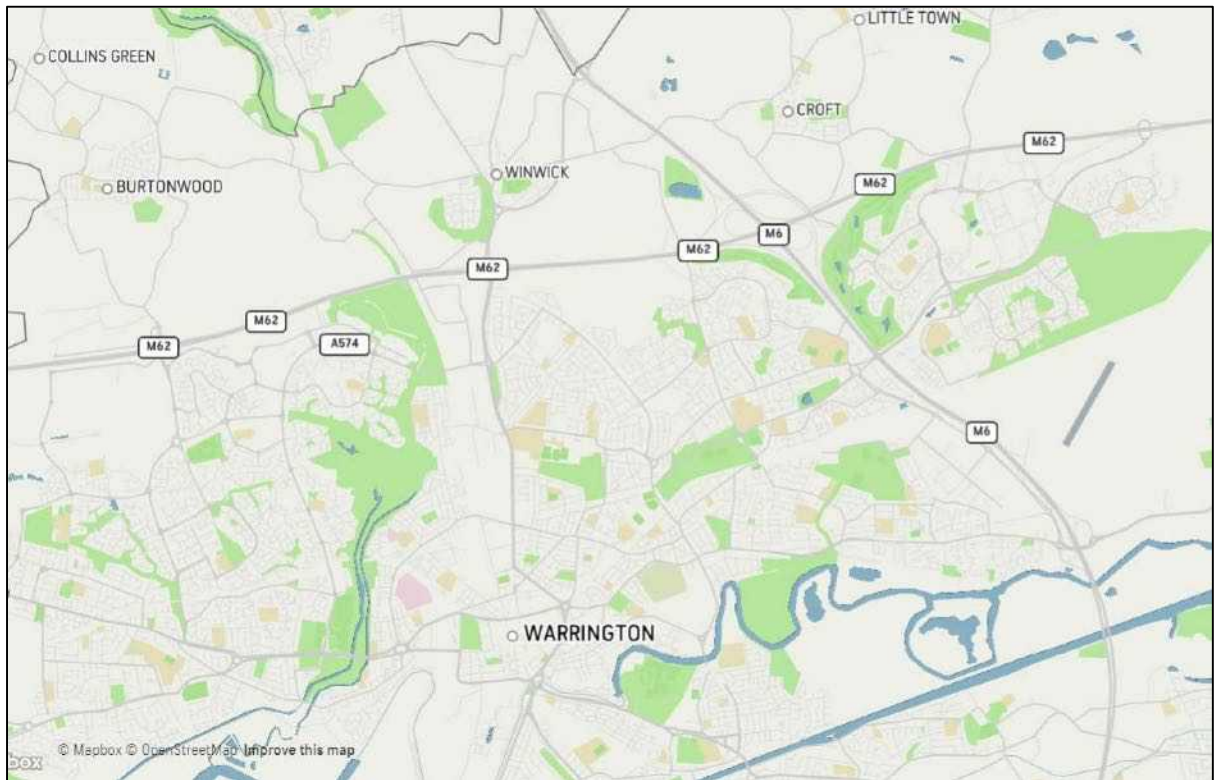 LITTLE TOWN
COLLINS GREEN
CROFT
M62
WINWICK
M62
BURTONWOOD
M6
M62
M62
M62
A574
M62
M6
WARRINGTON
© Mapbox © OpenStreetMap Improve this map
box